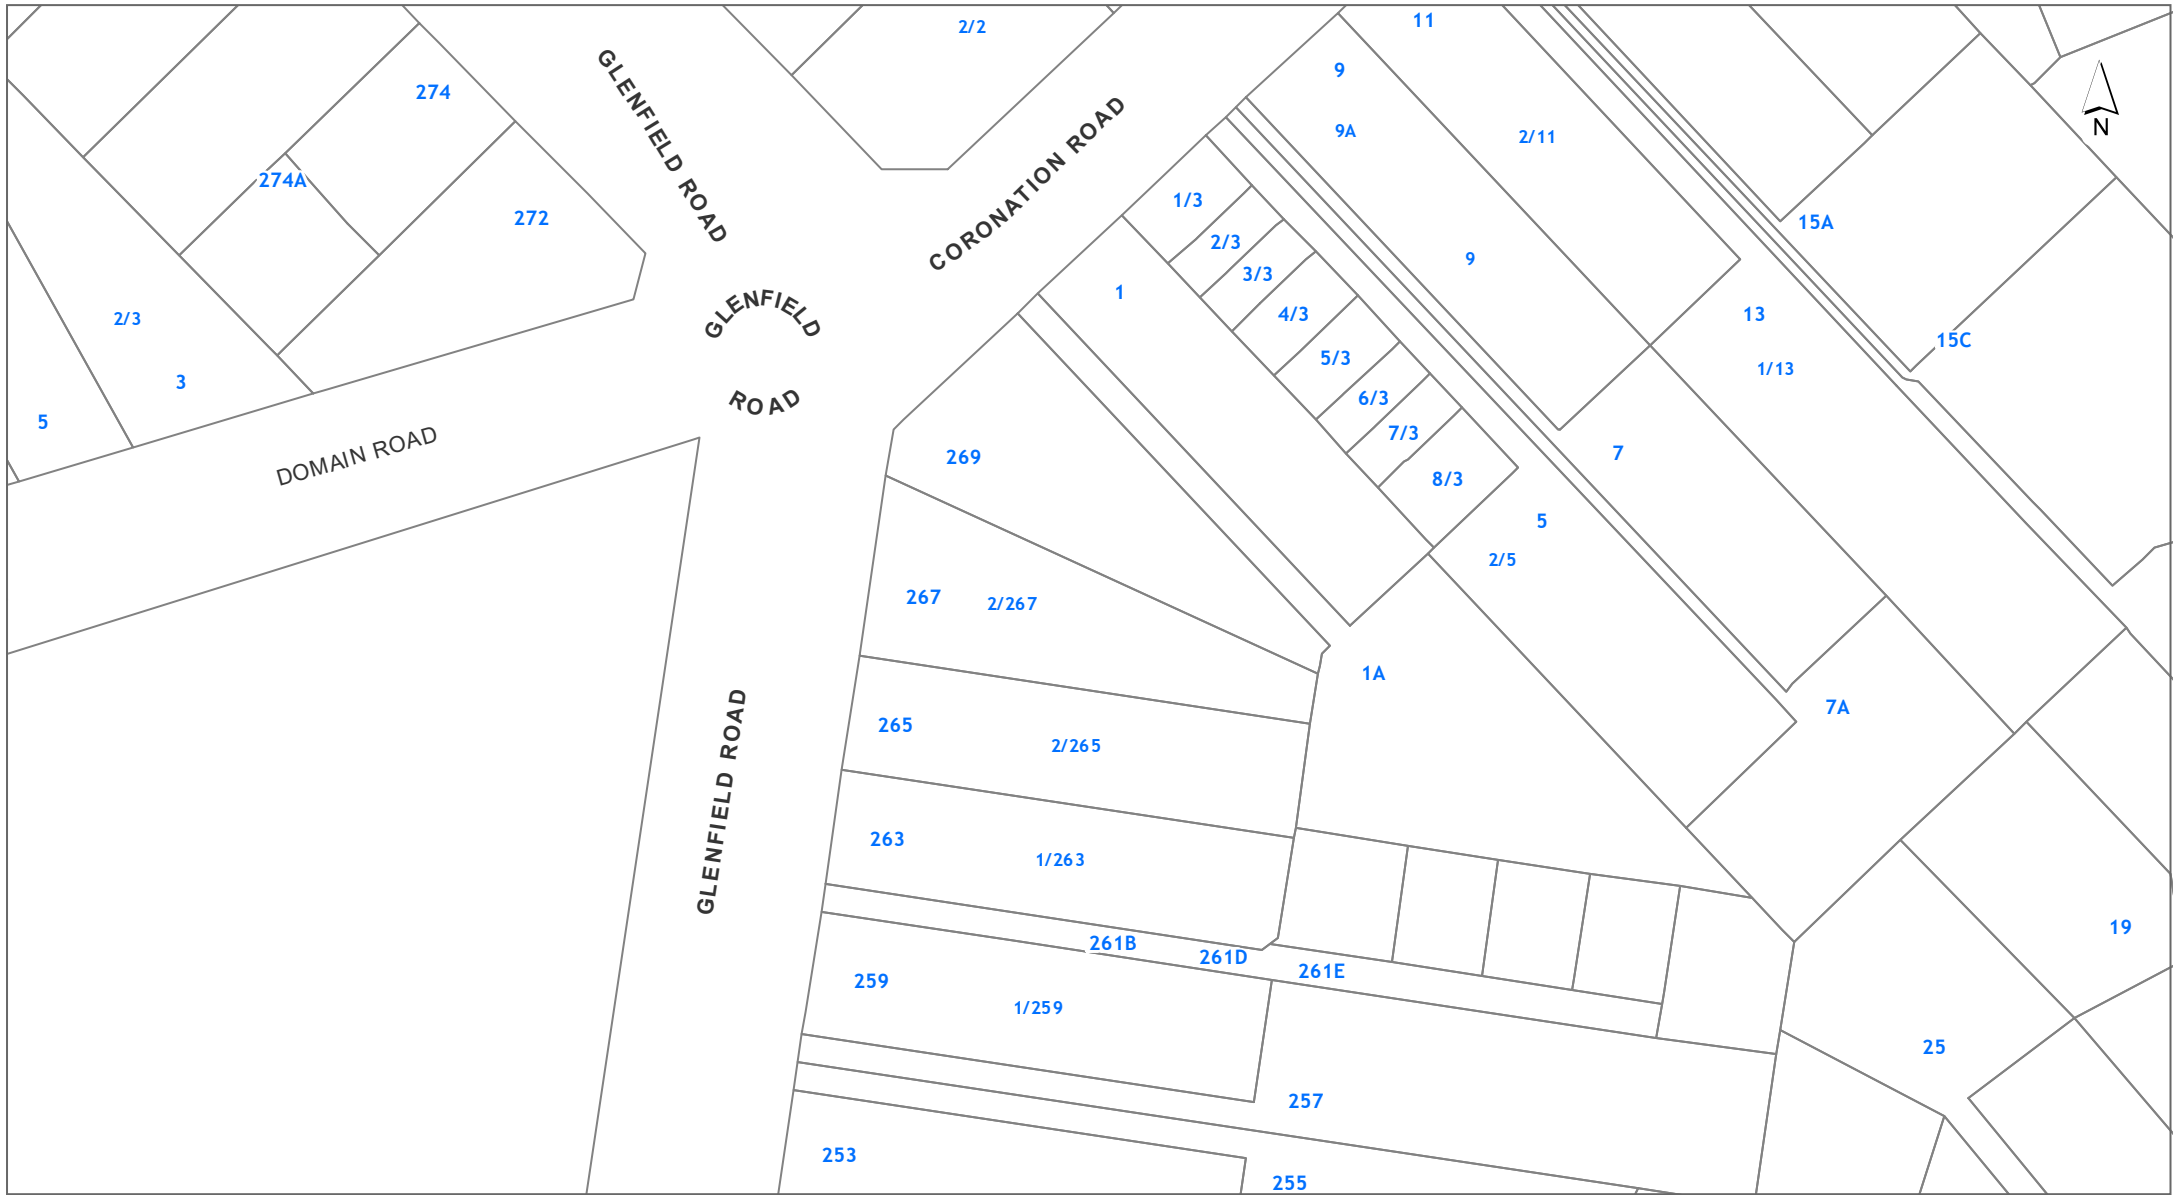 2/2
11
9
274
GLENFIELD ROAD
CORONATION ROAD
N
9A
2/11
274A
1/3
272
2/3
15A
3/3
9
1
GLENFIELD
ROAD
4/3
13
2/3
15C
5/3
1/13
3
6/3
5
7/3
DOMAIN ROAD
269
7
8/3
5
2/5
267
2/267
1A
7A
265
2/265
GLENFIELD ROAD
263
1/263
19
261B
261D
261E
259
1/259
25
257
253
255